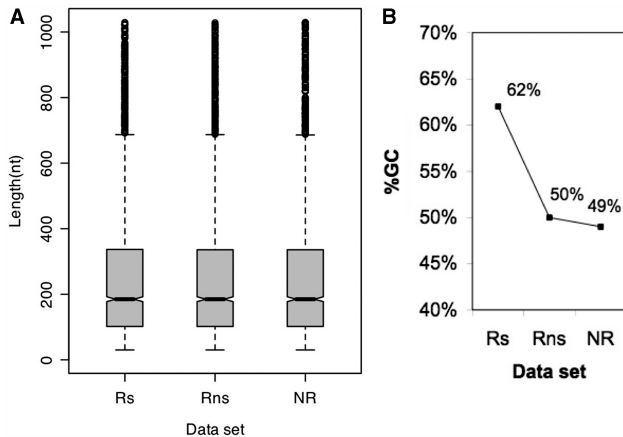 A
Length(nt)
1000
800
600
400
200
0
Rs Rns NR
Data set
B
%GC
70%
65%
60%
55%
50%
45%
40%
62%
50%
49%
Rs Rns NR
Data set